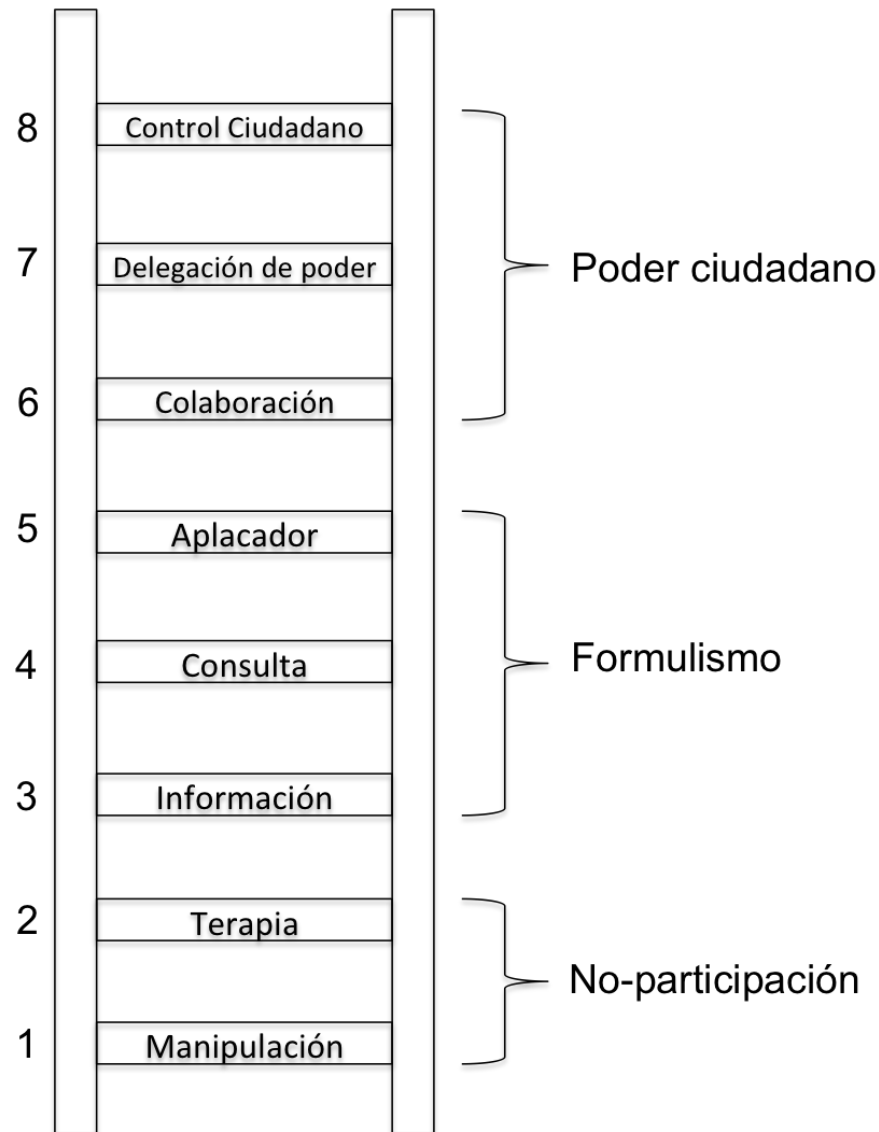 8 Control Ciudadano
7 Delegación de poder
Poder ciudadano
6 Colaboración
5 Aplacador
4 Consulta
Formulismo
3 Información
2 Terapia
No-participación
1 Manipulación